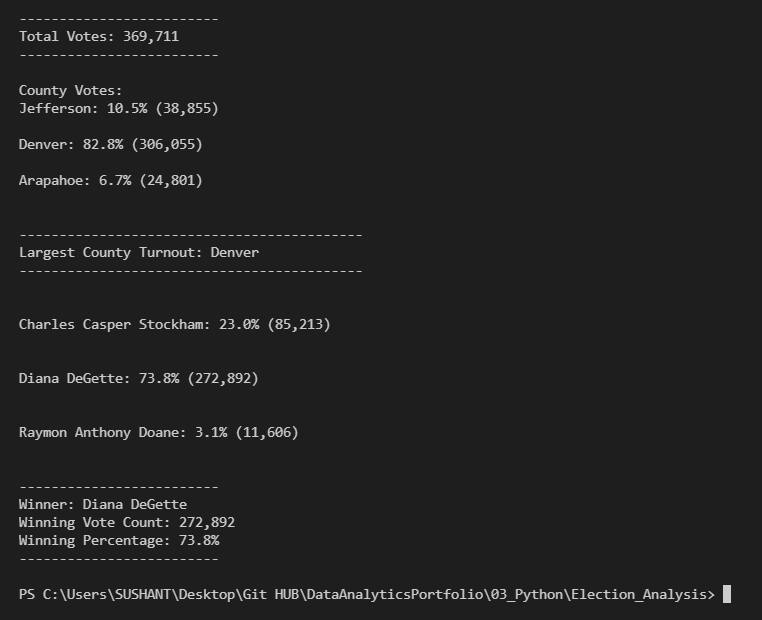 -------------------------
Total Votes: 369,711
-------------------------
County Votes:
Jefferson: 10.5% (38,855)
Denver: 82.8% (306,055)
Arapahoe: 6.7% (24,801)
-------------------------------------------
Largest County Turnout: Denver
-------------------------------------------
Charles Casper Stockham: 23.0% (85,213)
Diana DeGette: 73.8% (272,892)
Raymon Anthony Doane: 3.1% (11,606)
-------------------------
Winner: Diana DeGette
Winning Vote Count: 272,892
Winning Percentage: 73.8%
-------------------------
PS C:\Users\SUSHANT\Desktop\Git HUB\DataAnalyticsPortfolio\03_Python\Election_Analysis>